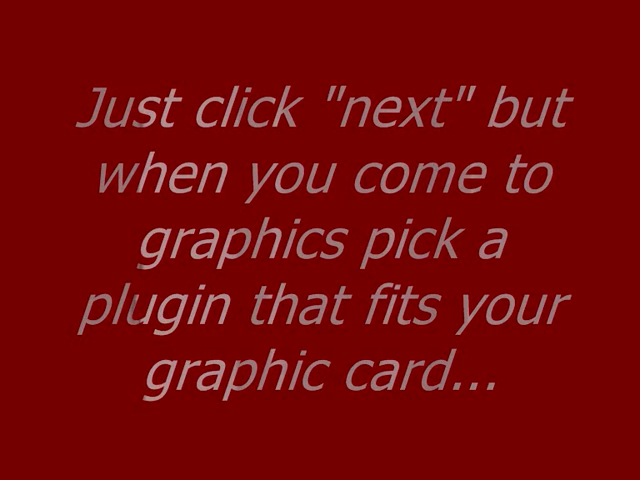 Just click "next" but
when you come to
graphics pick a
plugin that fits your
graphic card...